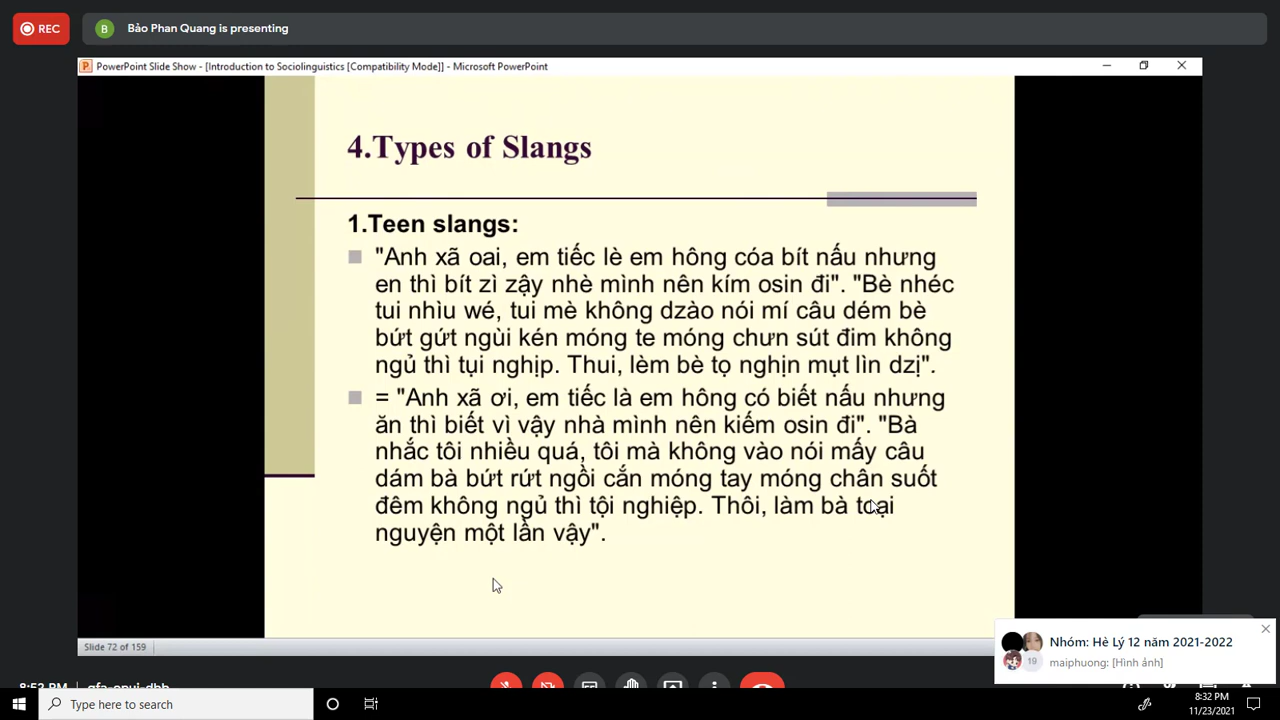 REC
B
Bảo Phan Quang is presenting
PowerPoint Slide Show - [Introduction to Sociolinguistics [Compatibility Mode]] - Microsoft PowerPoint
4.Types of Slangs
1.Teen slangs:
"Anh xã oai, em tiếc lè em hông cóa bít nấu nhưng
en thì bít zì zậy nhè mình nên kím osin đi". "Bè nhéc
tui nhìu wé, tui mè không dzào nói mí câu dém bè
bứt gứt ngùi kén móng te móng chưn sút đim không
ngủ thì tụi nghịp. Thui, lèm bè tọ nghịn mụt lìn dzị".
= "Anh xã ơi, em tiếc là em hông có biết nấu nhưng
ăn thì biết vì vậy nhà mình nên kiếm osin đi". "Bà
nhắc tôi nhiều quá, tôi mà không vào nói mấy câu
dám bà bứt rứt ngồi cắn móng tay móng chân suốt
đêm không ngủ thì tội nghiệp. Thôi, làm bà toại
nguyện một lần vậy".
Slide 72 of 159
Nhóm: Hè Lý 12 năm 2021-2022
19
maiphuong: [Hình ảnh]
8:52 PM
Type here to search
8:32 PM
11/23/2021